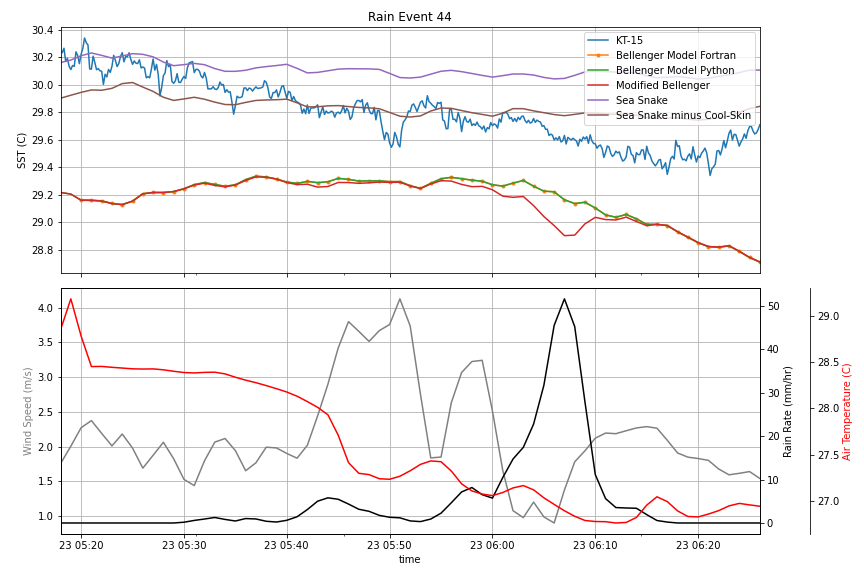 Rain Event 44
SST (C)
30.4
30.2
30.0
29.8
29.6
29.4
29.2
29.0
28.8
KT-15
Bellenger Model Fortran
Bellenger Model Python
Modified Bellenger
Sea Snake
Sea Snake minus Cool-Skin
Wind Speed (m/s)
4.0
3.5
3.0
2.5
2.0
1.5
1.0
50
40
30
20
10
0
Rain Rate (mm/hr)
29.0
28.5
28.0
27.5
27.0
Air Temperature (C)
23 05:20
23 05:30
23 05:40
23 05:50
23 06:00
23 06:10
23 06:20
time